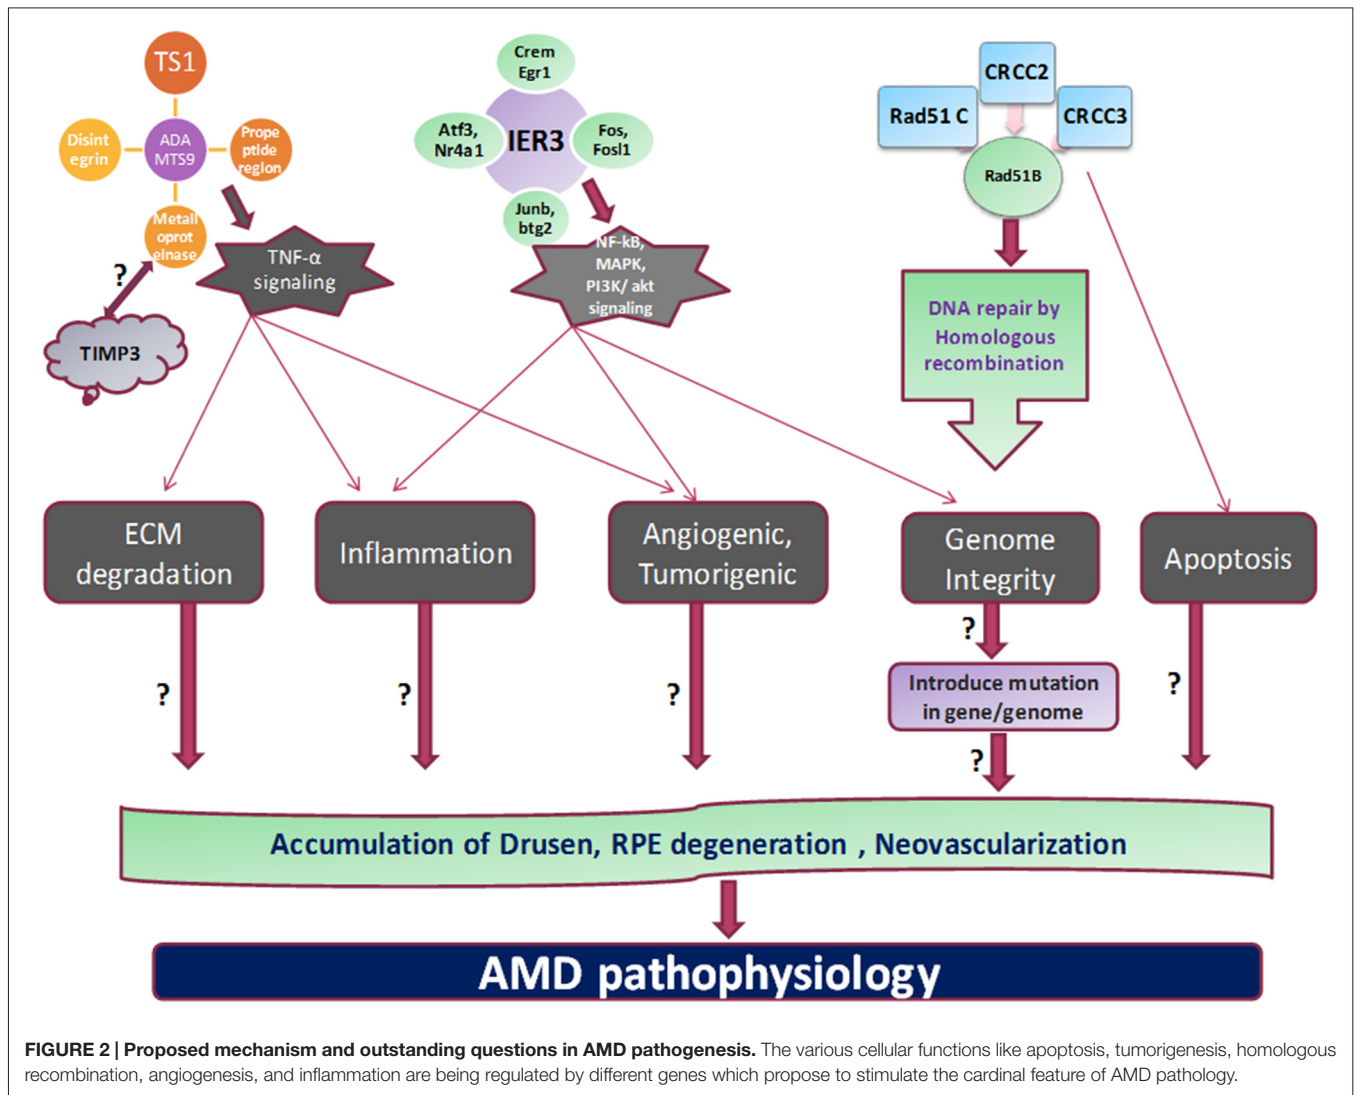 TS1
Disint
egrin
ADA
MTS9
Prope
ptide
region
Metall
oprot
einase
?
TIMP3
TNF-α
signaling
Crem
Egr1
Atf3,
Nr4a1
IER3
Fos,
Fosl1
Junb,
btg2
NF-kB,
MAPK,
PI3K/ akt
signaling
CRCC2
Rad51 C
CRCC3
Rad51B
DNA repair by
Homologous
recombination
ECM
degradation
Inflammation
Angiogenic,
Tumorigenic
Genome
Integrity
Apoptosis
?
?
?
?
Introduce mutation
in gene/genome
?
?
Accumulation of Drusen, RPE degeneration , Neovascularization
AMD pathophysiology
FIGURE 2 | Proposed mechanism and outstanding questions in AMD pathogenesis. The various cellular functions like apoptosis, tumorigenesis, homologous
recombination, angiogenesis, and inflammation are being regulated by different genes which propose to stimulate the cardinal feature of AMD pathology.